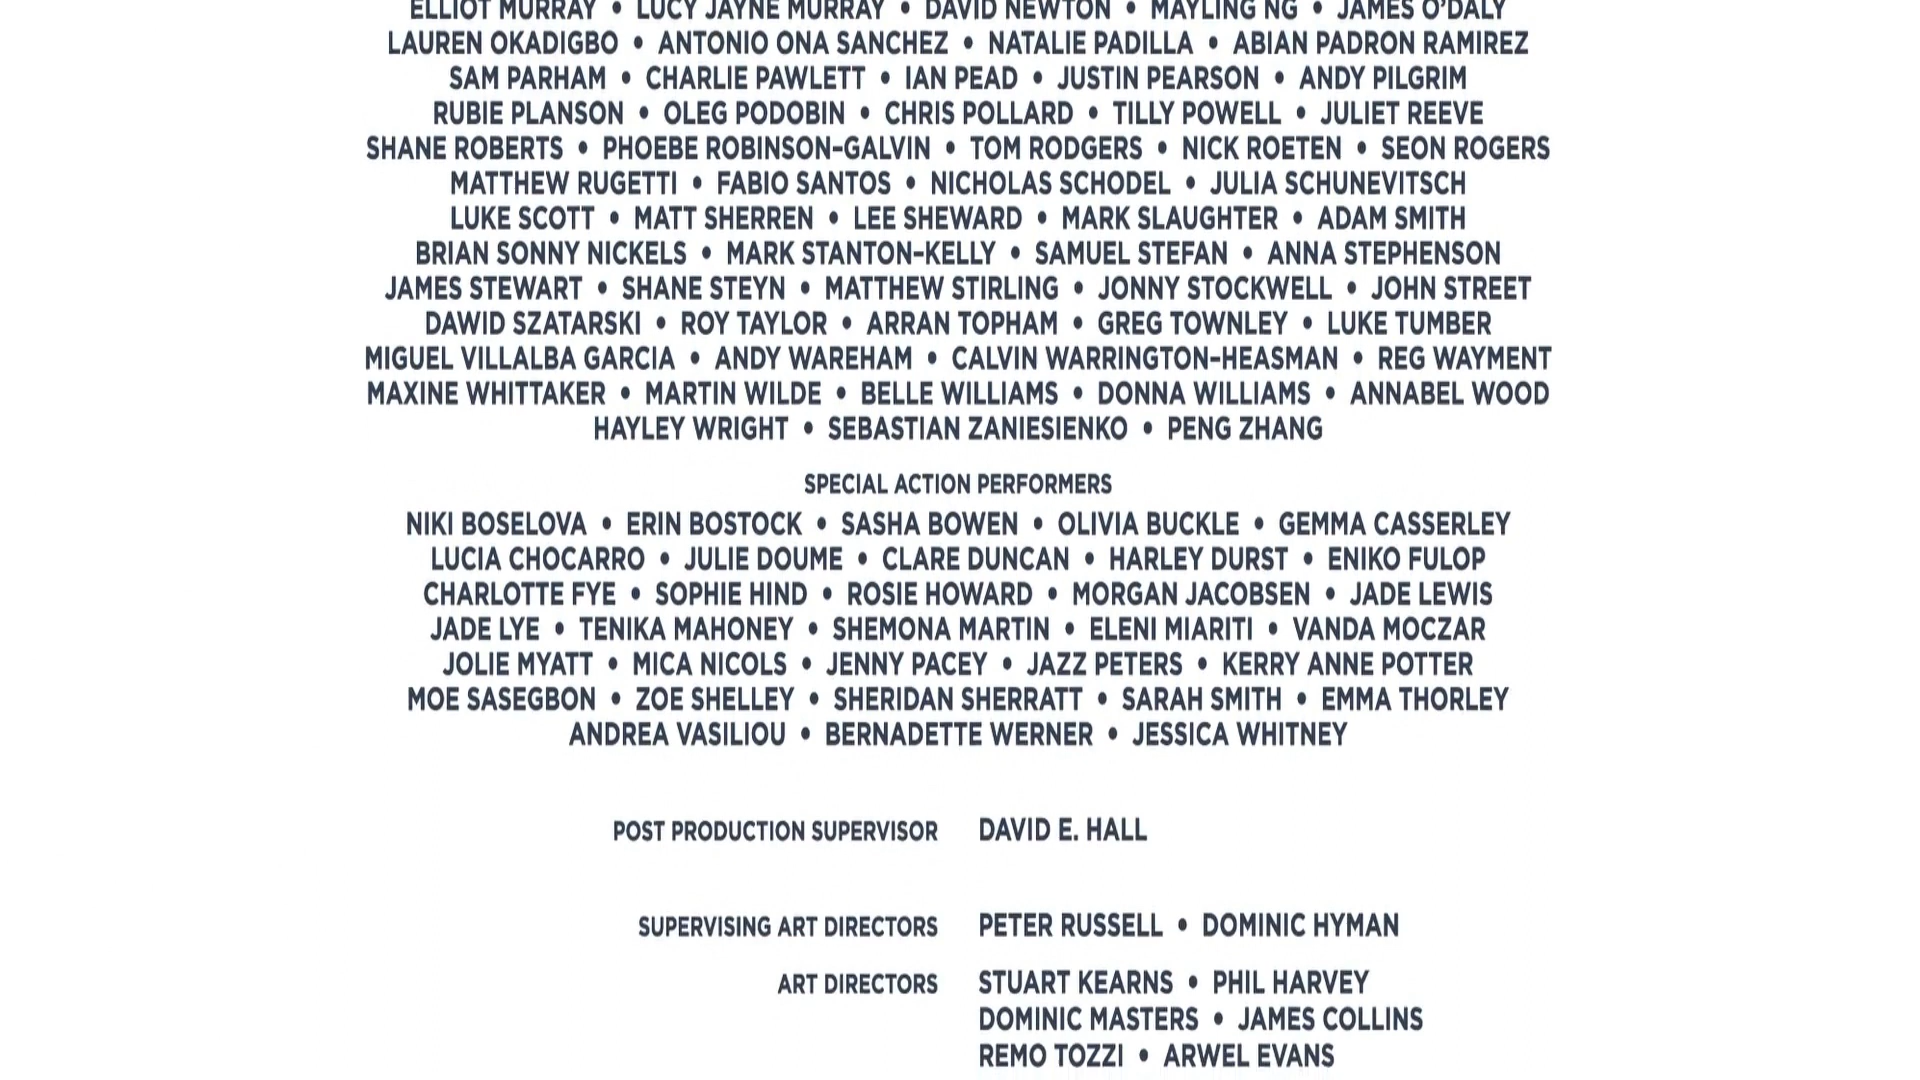 ELLIOT MURRAY • LUCY JAYNE MURRAY • DAVID NEWTON • MAYLING NG • JAMES O'DALY
LAUREN OKADIGBO • ANTONIO ONA SANCHEZ • NATALIE PADILLA • ABIAN PADRON RAMIREZ
SAM PARHAM • CHARLIE PAWLETT • IAN PEAD • JUSTIN PEARSON • ANDY PILGRIM
RUBIE PLANSON • OLEG PODOBIN • CHRIS POLLARD • TILLY POWELL • JULIET REEVE
SHANE ROBERTS • PHOEBE ROBINSON-GALVIN • TOM RODGERS • NICK ROETEN • SEON ROGERS
MATTHEW RUGETTI • FABIO SANTOS • NICHOLAS SCHODEL • JULIA SCHUNEVITSCH
LUKE SCOTT • MATT SHERREN • LEE SHEWARD • MARK SLAUGHTER • ADAM SMITH
BRIAN SONNY NICKELS • MARK STANTON-KELLY • SAMUEL STEFAN • ANNA STEPHENSON
JAMES STEWART • SHANE STEYN • MATTHEW STIRLING • JONNY STOCKWELL • JOHN STREET
DAWID SZATARSKI • ROY TAYLOR • ARRAN TOPHAM • GREG TOWNLEY • LUKE TUMBER
MIGUEL VILLALBA GARCIA • ANDY WAREHAM • CALVIN WARRINGTON-HEASMAN • REG WAYMENT
MAXINE WHITTAKER • MARTIN WILDE • BELLE WILLIAMS • DONNA WILLIAMS • ANNABEL WOOD
HAYLEY WRIGHT • SEBASTIAN ZANIESIENKO • PENG ZHANG
SPECIAL ACTION PERFORMERS
NIKI BOSELOVA • ERIN BOSTOCK • SASHA BOWEN • OLIVIA BUCKLE • GEMMA CASSERLEY
LUCIA CHOCARRO • JULIE DOUME • CLARE DUNCAN • HARLEY DURST • ENIKO FULOP
CHARLOTTE FYE • SOPHIE HIND • ROSIE HOWARD • MORGAN JACOBSEN • JADE LEWIS
JADE LYE • TENIKA MAHONEY • SHEMONA MARTIN • ELENI MIARITI • VANDA MOCZAR
JOLIE MYATT • MICA NICOLS • JENNY PACEY • JAZZ PETERS • KERRY ANNE POTTER
MOE SASEGBON • ZOE SHELLEY • SHERIDAN SHERRATT • SARAH SMITH • EMMA THORLEY
ANDREA VASILIOU • BERNADETTE WERNER • JESSICA WHITNEY
POST PRODUCTION SUPERVISOR DAVID E. HALL
SUPERVISING ART DIRECTORS PETER RUSSELL • DOMINIC HYMAN
ART DIRECTORS STUART KEARNS • PHIL HARVEY
DOMINIC MASTERS • JAMES COLLINS
REMO TOZZI • ARWEL EVANS